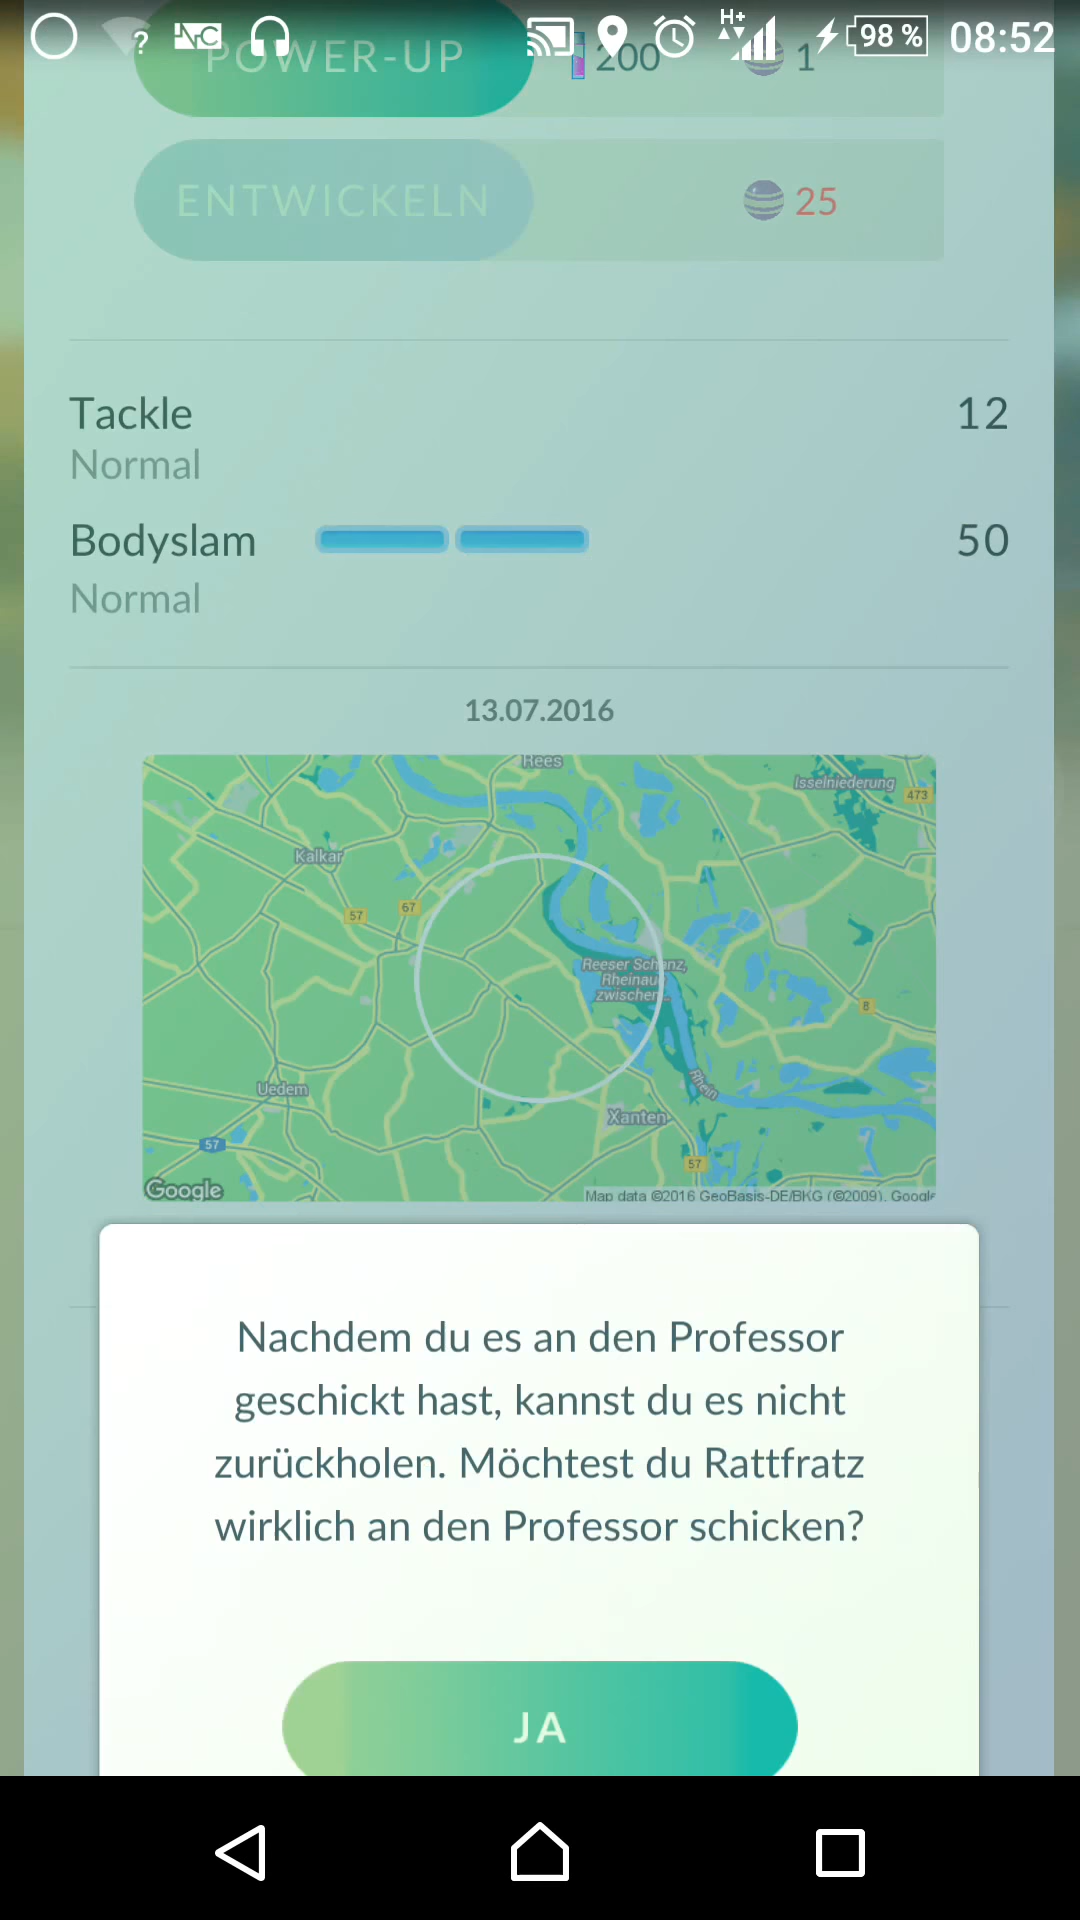 98 % 08:52
POWER-UP 200 1
ENTWICKELN 25
Tackle 12
Normal
Bodyslam 50
Normal
13.07.2016
Rees
Isselniederung
473
Kalkar
67
57
Reeser Schanz,
Rheinaue
zwischen...
8
Uedem
Rhein
Xanten
57
57
Google
Map data ©2016 GeoBasis-DE/BKG (©2009), Google
Nachdem du es an den Professor
geschickt hast, kannst du es nicht
zurückholen. Möchtest du Rattfratz
wirklich an den Professor schicken?
JA